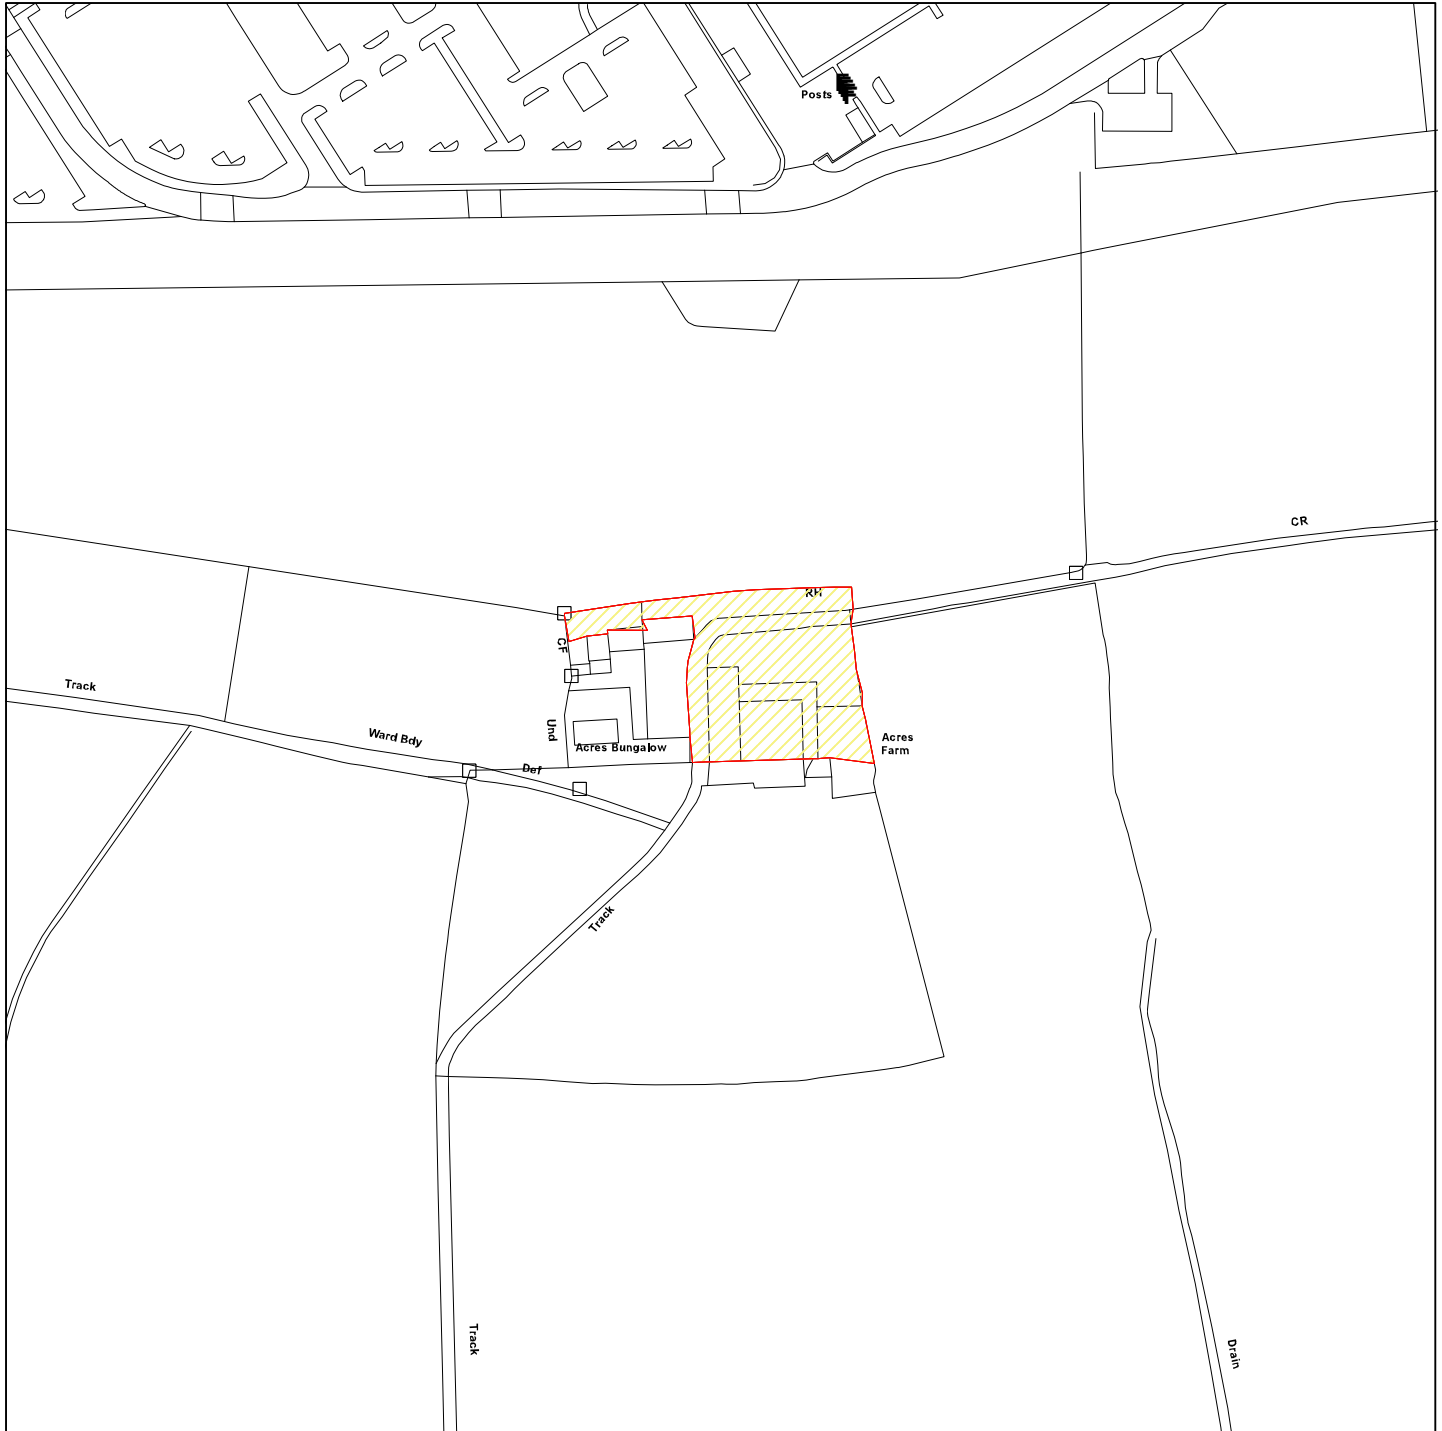 Posts
CR
RH
CF
Track
Und
Ward Bdy
Acres
Farm
Acres Bungalow
Def
Track
Track
Drain